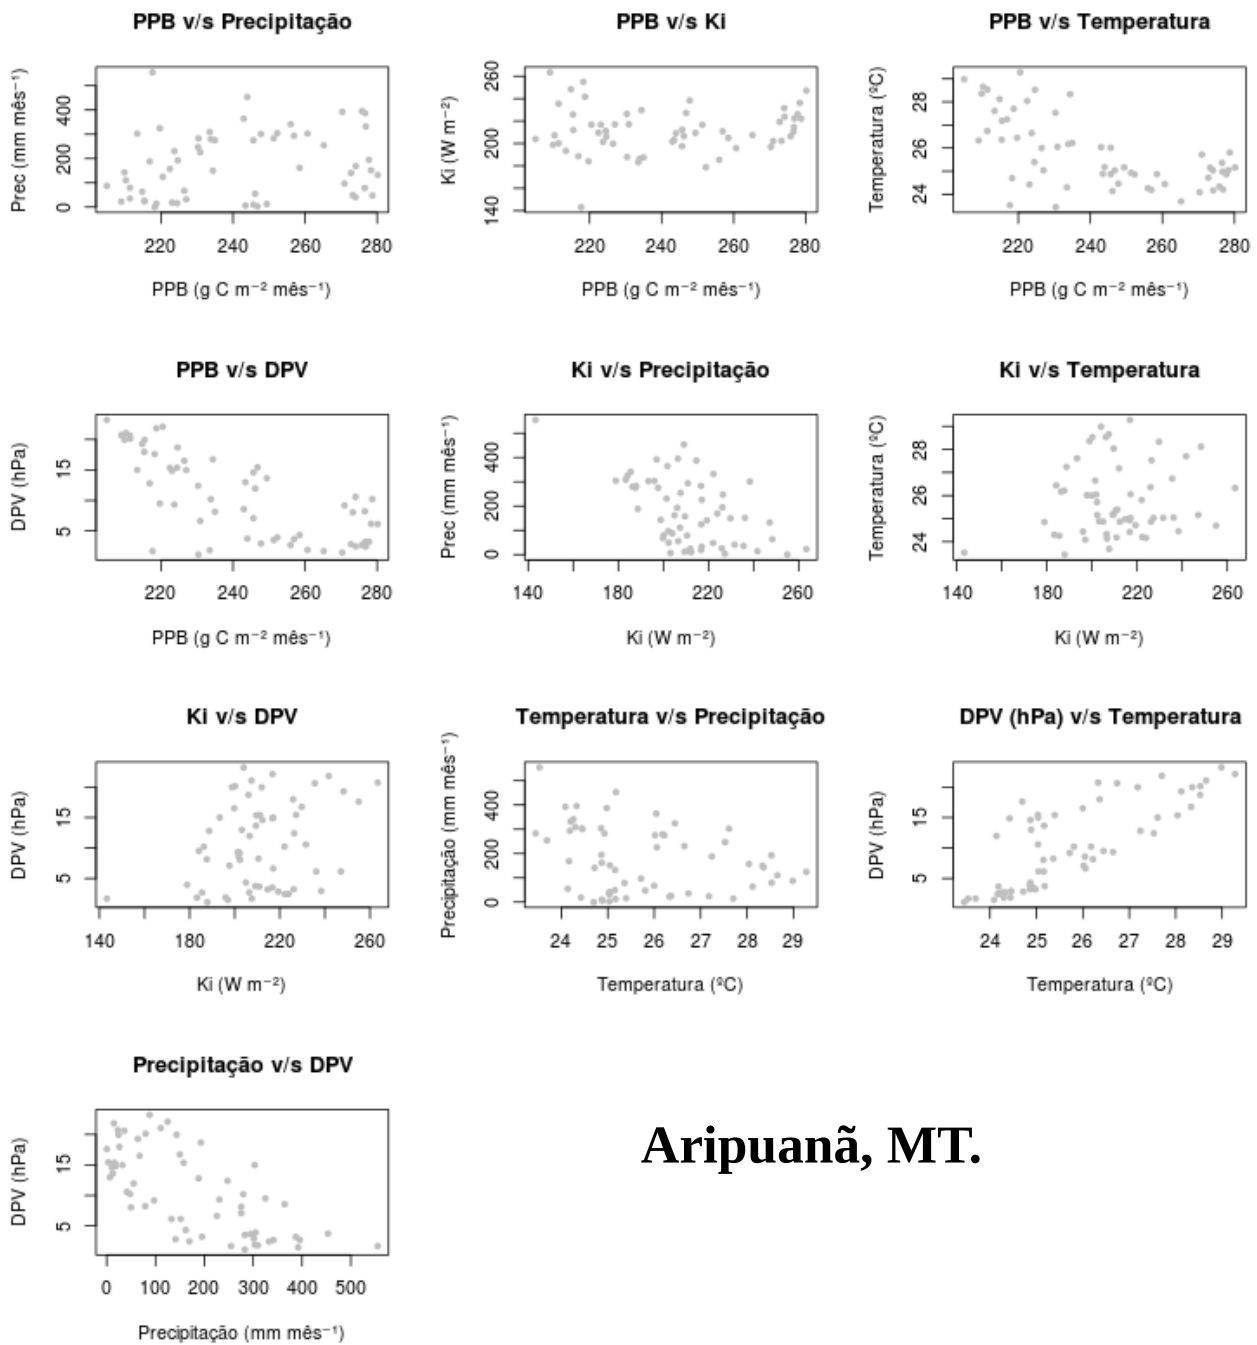 PPB v/s Precipitação
PPB v/s Ki
PPB v/s Temperatura
Prec (mm mês⁻¹)
0
200
400
220
240
260
280
PPB (g C m⁻² mês⁻¹)
Ki (W m⁻²)
140
200
260
220
240
260
280
PPB (g C m⁻² mês⁻¹)
Temperatura (ºC)
24
26
28
220
240
260
280
PPB (g C m⁻² mês⁻¹)
PPB v/s DPV
Ki v/s Precipitação
Ki v/s Temperatura
DPV (hPa)
5
15
220
240
260
280
PPB (g C m⁻² mês⁻¹)
Prec (mm mês⁻¹)
0
200
400
140
180
220
260
Ki (W m⁻²)
Temperatura (ºC)
24
26
28
140
180
220
260
Ki (W m⁻²)
Ki v/s DPV
Temperatura v/s Precipitação
DPV (hPa) v/s Temperatura
DPV (hPa)
5
15
140
180
220
260
Ki (W m⁻²)
Precipitação (mm mês⁻¹)
0
200
400
24
25
26
27
28
29
Temperatura (ºC)
DPV (hPa)
5
15
24
25
26
27
28
29
Temperatura (ºC)
Precipitação v/s DPV
DPV (hPa)
5
15
0
100
200
300
400
500
Precipitação (mm mês⁻¹)
Aripuanã, MT.